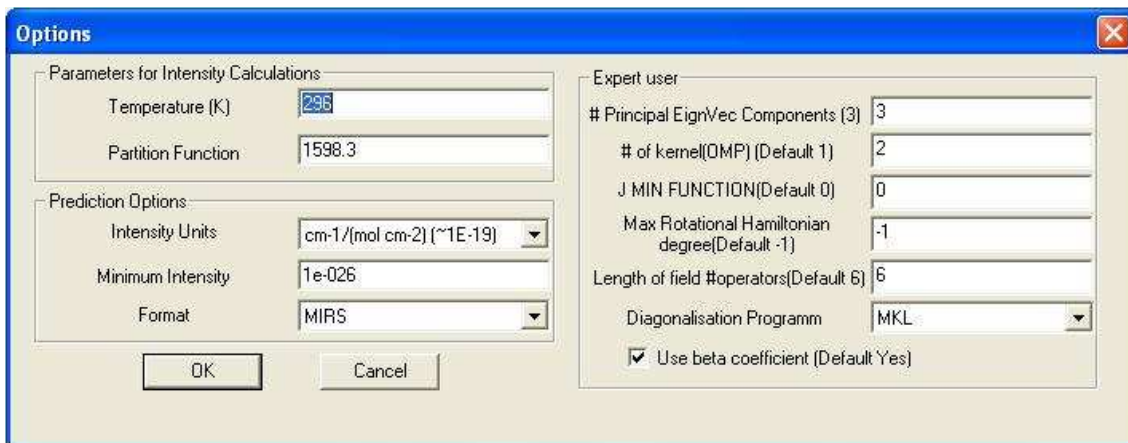 Options
Parameters for Intensity Calculations
Temperature (K)
296
Partition Function
1598.3
Prediction Options
Intensity Units
cm-1/(mol cm-2) (~1E-19)
Minimum Intensity
1e-026
Format
MIRS
OK
Cancel
Expert user
# Principal EignVec Components (3)
3
# of kernel(OMP) (Default 1)
2
J MIN FUNCTION(Default 0)
0
Max Rotational Hamiltonian
degree(Default -1)
-1
Length of field #operators(Default 6)
6
Diagonalisation Programm
MKL
Use beta coefficient (Default Yes)